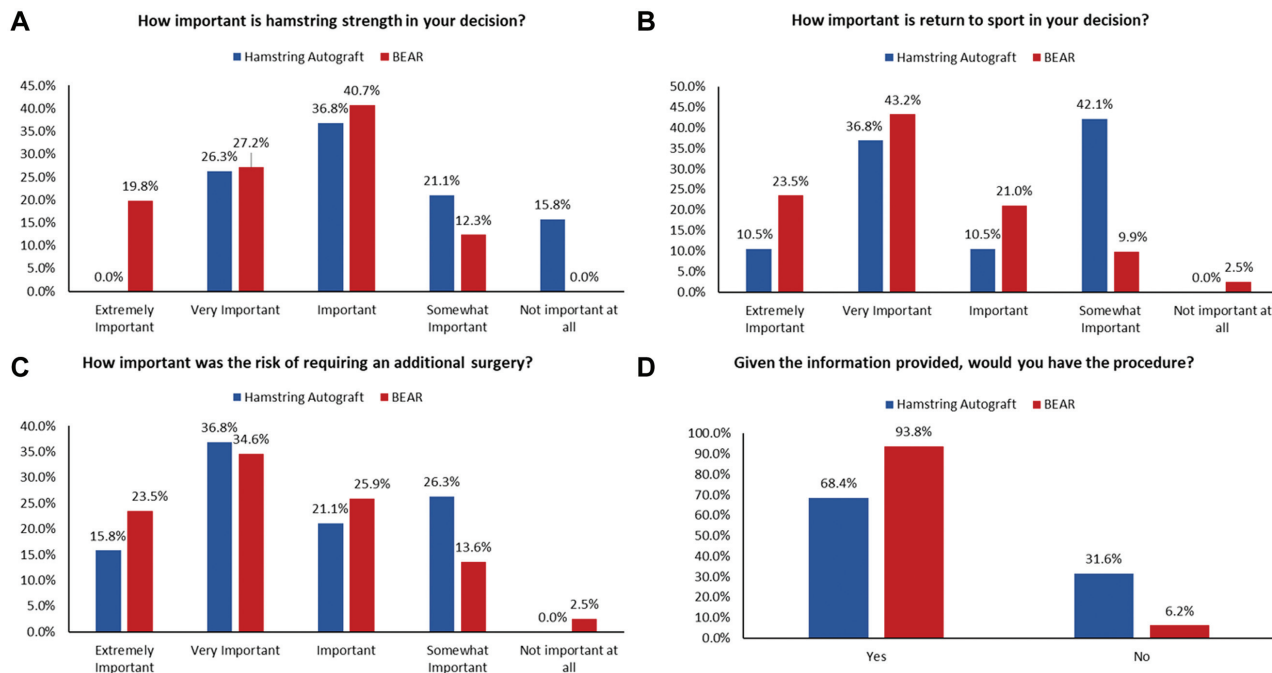 A
How important is hamstring strength in your decision?
Hamstring Autograft BEAR
45.0%
40.0%
35.0%
30.0%
25.0%
20.0%
15.0%
10.0%
5.0%
0.0%
0.0%
19.8%
26.3%
27.2%
36.8%
40.7%
21.1%
12.3%
15.8%
0.0%
Extremely Important
Very Important
Important
Somewhat Important
Not important at all
B
How important is return to sport in your decision?
Hamstring Autograft BEAR
50.0%
45.0%
40.0%
35.0%
30.0%
25.0%
20.0%
15.0%
10.0%
5.0%
0.0%
10.5%
23.5%
36.8%
43.2%
10.5%
21.0%
42.1%
9.9%
0.0%
2.5%
Extremely Important
Very Important
Important
Somewhat Important
Not important at all
C
How important was the risk of requiring an additional surgery?
Hamstring Autograft BEAR
40.0%
35.0%
30.0%
25.0%
20.0%
15.0%
10.0%
5.0%
0.0%
15.8%
23.5%
36.8%
34.6%
21.1%
25.9%
26.3%
13.6%
0.0%
2.5%
Extremely Important
Very Important
Important
Somewhat Important
Not important at all
D
Given the information provided, would you have the procedure?
Hamstring Autograft BEAR
100.0%
90.0%
80.0%
70.0%
60.0%
50.0%
40.0%
30.0%
20.0%
10.0%
0.0%
68.4%
93.8%
31.6%
6.2%
Yes
No